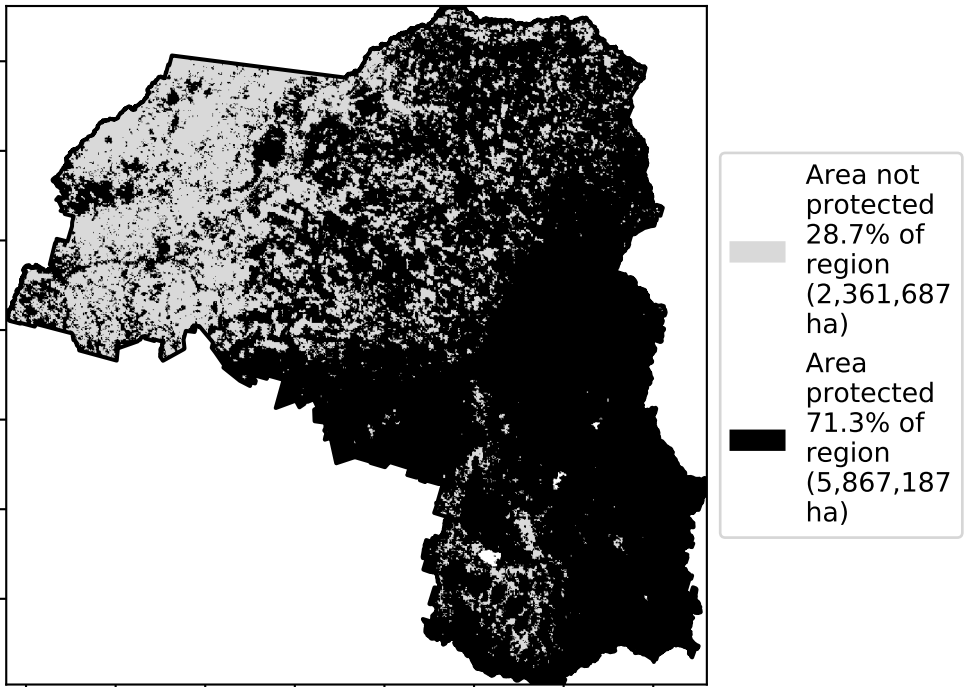 Area not
protected
28.7% of
region
(2,361,687
ha)
Area
protected
71.3% of
region
(5,867,187
ha)